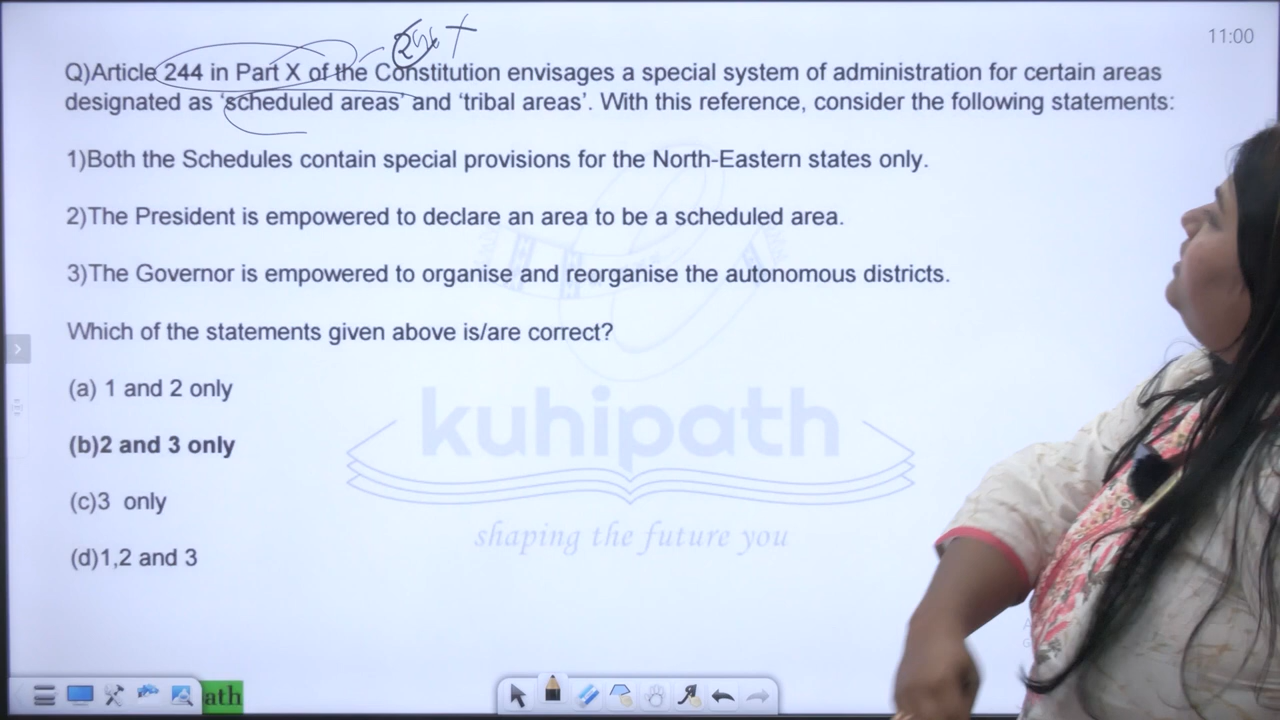 11:00
Q)Article 244 in Part X of the Constitution envisages a special system of administration for certain areas
designated as ‘scheduled areas’ and ‘tribal areas’. With this reference, consider the following statements:
1)Both the Schedules contain special provisions for the North-Eastern states only.
2)The President is empowered to declare an area to be a scheduled area.
3)The Governor is empowered to organise and reorganise the autonomous districts.
Which of the statements given above is/are correct?
(a) 1 and 2 only
(b)2 and 3 only
(c)3 only
(d)1,2 and 3
kuhipath
shaping the future you
ath